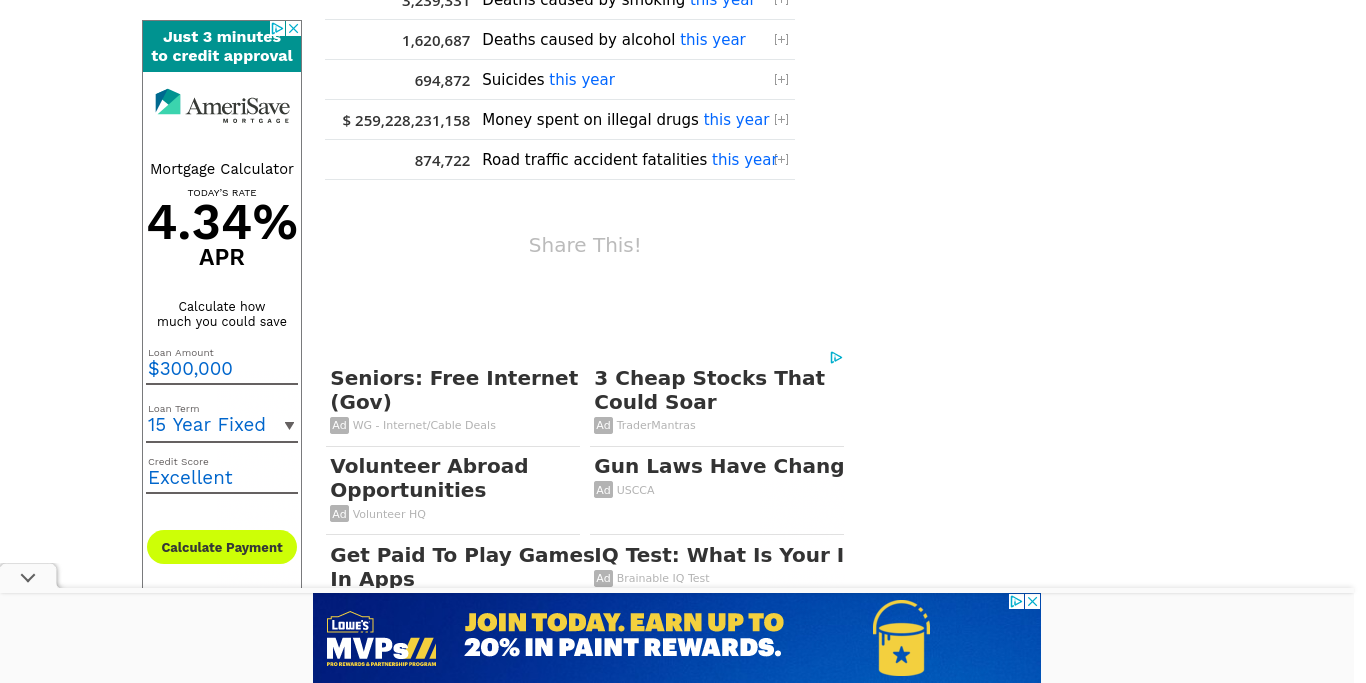 3,239,331 Deaths caused by smoking this year [+]
1,620,687 Deaths caused by alcohol this year [+]
694,872 Suicides this year [+]
$ 259,228,231,158 Money spent on illegal drugs this year [+]
874,722 Road traffic accident fatalities this year [+]
Just 3 minutes
to credit approval
AmeriSave
MORTGAGE
Mortgage Calculator
TODAY'S RATE
4.34%
APR
Calculate how
much you could save
Loan Amount
$300,000
Loan Term
15 Year Fixed
Credit Score
Excellent
Calculate Payment
Share This!
Seniors: Free Internet
(Gov)
Ad WG - Internet/Cable Deals
3 Cheap Stocks That
Could Soar
Ad TraderMantras
Volunteer Abroad
Opportunities
Ad Volunteer HQ
Gun Laws Have Chang
Ad USCCA
Get Paid To Play Games
In Apps
IQ Test: What Is Your I
Ad Brainable IQ Test
LOWE'S
MVPs
PRO REWARDS & PARTNERSHIP PROGRAM
JOIN TODAY. EARN UP TO
20% IN PAINT REWARDS.